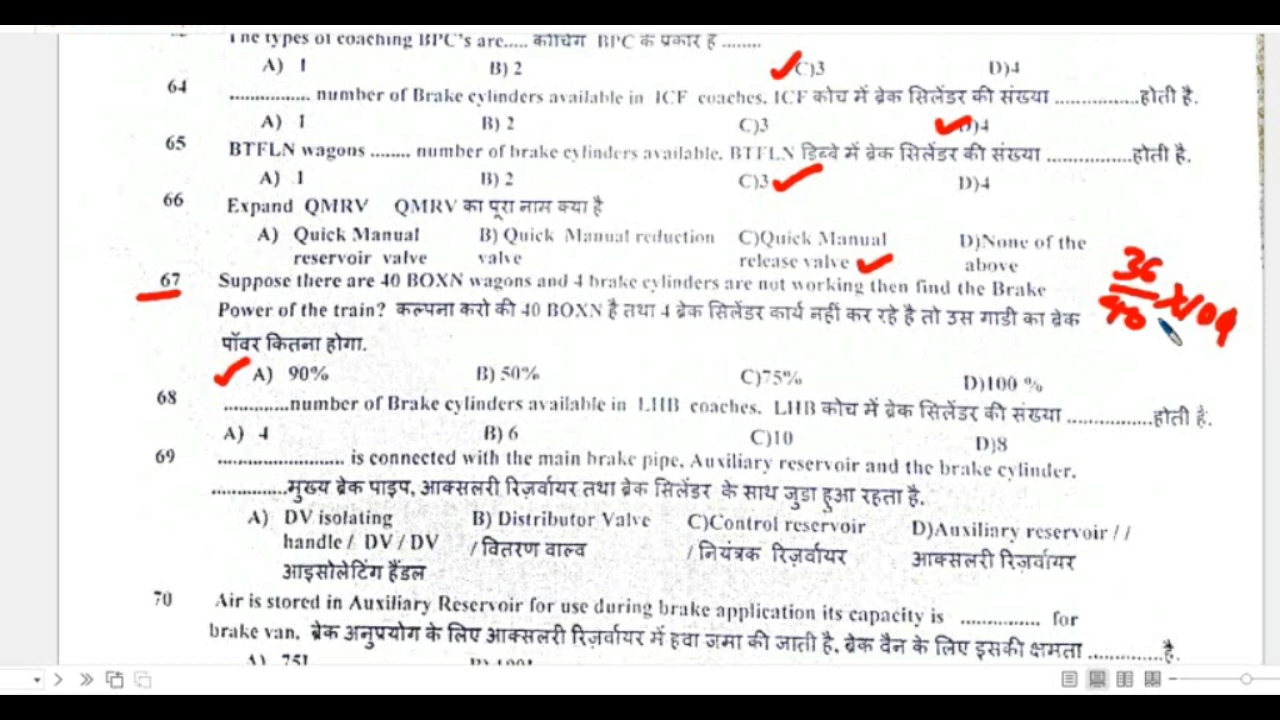 The types of coaching BPC's are..... कोचिंग BPC के प्रकार है ........
A) 1 B) 2 C)3 D)4
64 ................ number of Brake cylinders available in ICF coaches. ICF कोच में ब्रेक सिलेंडर की संख्या ................होती है.
A) 1 B) 2 C)3 D)4
65 BTFLN wagons ........ number of brake cylinders available. BTFLN डिब्बे में ब्रेक सिलेंडर की संख्या ................होती है.
A) 1 B) 2 C)3 D)4
66 Expand QMRV QMRV का पूरा नाम क्या है
A) Quick Manual B) Quick Manual reduction C)Quick Manual D)None of the
reservoir valve valve release valve above
67 Suppose there are 40 BOXN wagons and 4 brake cylinders are not working then find the Brake
Power of the train? कल्पना करो की 40 BOXN है तथा 4 ब्रेक सिलेंडर कार्य नहीं कर रहे है तो उस गाडी का ब्रेक
पॉवर कितना होगा.
36
40
A) 90% B) 50% C)75% D)100 %
68 ............number of Brake cylinders available in LHB coaches. LHB कोच में ब्रेक सिलेंडर की संख्या ................होती है.
A) 4 B) 6 C)10 D)8
69 ........................ is connected with the main brake pipe, Auxiliary reservoir and the brake cylinder.
..............मुख्य ब्रेक पाइप, आक्सलरी रिज़र्वायर तथा ब्रेक सिलेंडर के साथ जुडा हुआ रहता है.
A) DV isolating B) Distributor Valve C)Control reservoir D)Auxiliary reservoir / /
handle / DV / DV / वितरण वाल्व / नियंत्रक रिज़र्वायर आक्सलरी रिज़र्वायर
आइसोलेटिंग हैंडल
70 Air is stored in Auxiliary Reservoir for use during brake application its capacity is ............... for
brake van. ब्रेक अनुप्रयोग के लिए आक्सलरी रिज़र्वायर में हवा जमा की जाती है. ब्रेक वैन के लिए इसकी क्षमता ............है.
A) 75L B) 100L